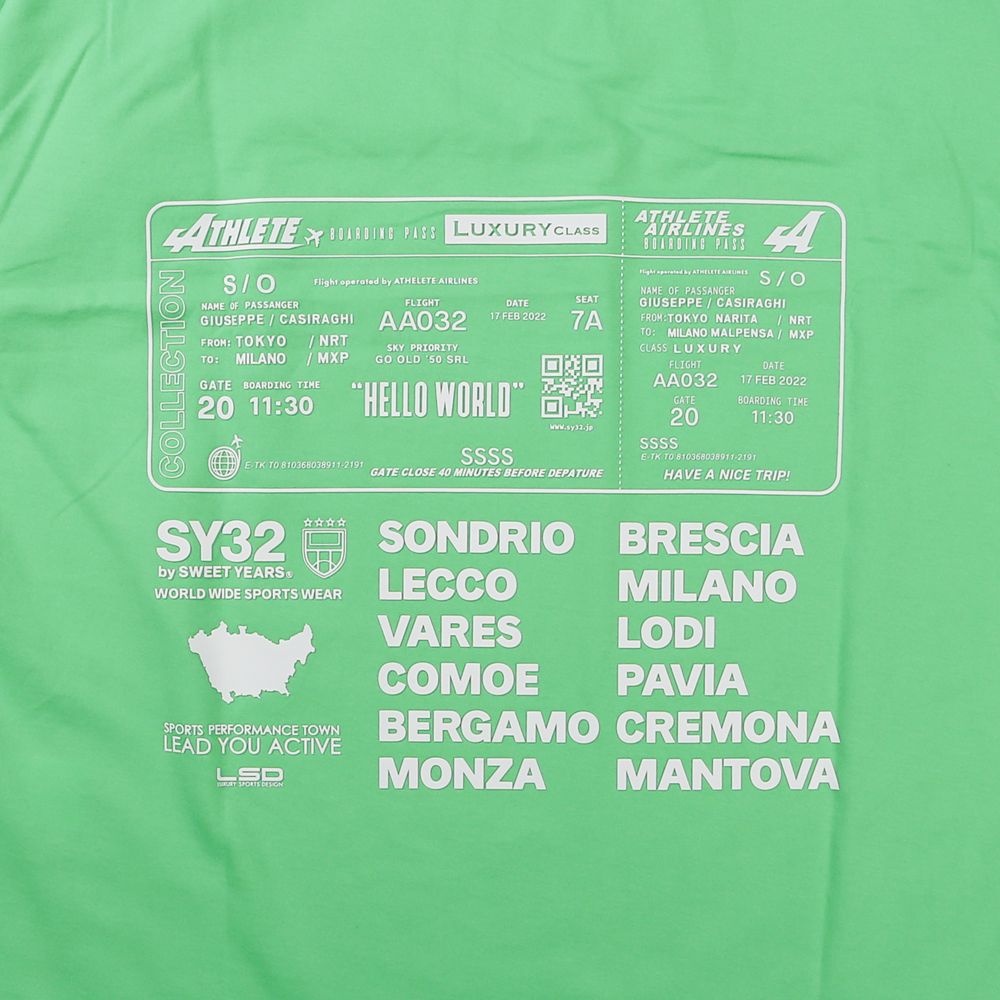 ATHLETE BOARDING PASS LUXURY CLASS
COLLECTION
S/O Flight operated by ATHELETE AIRLINES
NAME OF PASSANGER
GIUSEPPE / CASIRAGHI
FLIGHT
AA032
DATE
17 FEB 2022
SEAT
7A
FROM: TOKYO / NRT
TO: MILANO / MXP
SKY PRIORITY
GO OLD '50 SRL
GATE
20
BOARDING TIME
11:30
"HELLO WORLD"
www.sy32.jp
E-TK TO 810368038911-2191
SSSS
GATE CLOSE 40 MINUTES BEFORE DEPATURE
ATHLETE
AIRLINES
BOARDING PASS
A
Flight operated by ATHELETE AIRLINES S/O
NAME OF PASSANGER
GIUSEPPE / CASIRAGHI
FROM: TOKYO NARITA / NRT
TO: MILANO MALPENSA / MXP
CLASS LUXURY
FLIGHT
AA032
DATE
17 FEB 2022
GATE
20
BOARDING TIME
11:30
SSSS
E-TK TO 810368038911-2191
HAVE A NICE TRIP!
SY32
by SWEET YEARS®
WORLD WIDE SPORTS WEAR
SPORTS PERFORMANCE TOWN
LEAD YOU ACTIVE
LSD
LUXURY SPORTS DESIGN
SONDRIO
LECCO
VARES
COMOE
BERGAMO
MONZA
BRESCIA
MILANO
LODI
PAVIA
CREMONA
MANTOVA